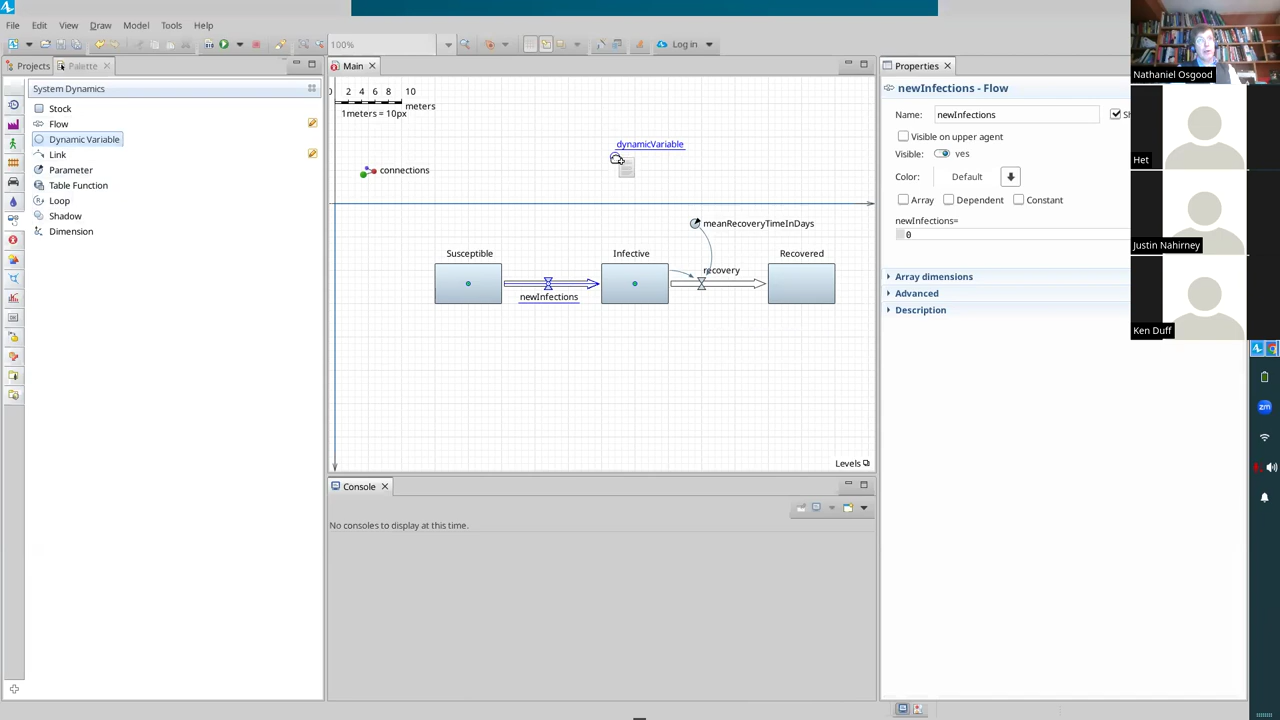 File Edit View Draw Model Tools Help
100%
Log in
Projects Palette
System Dynamics
Stock
Flow
Dynamic Variable
Link
Parameter
Table Function
Loop
Shadow
Dimension
Main
0 2 4 6 8 10
meters
1meters = 10px
connections
dynamicVariable
meanRecoveryTimeInDays
Susceptible
Infective
Recovered
recovery
newInfections
Levels
Console
No consoles to display at this time.
Properties
newInfections - Flow
Name: newInfections
Visible on upper agent
Visible: yes
Color: Default
Array Dependent Constant
newInfections=
0
Array dimensions
Advanced
Description
Nathaniel Osgood
Het
Justin Nahirney
Ken Duff
zm